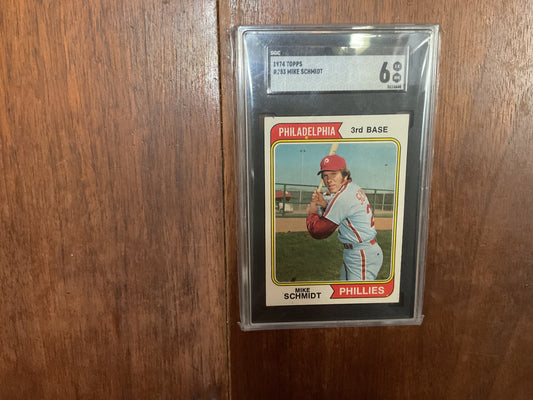 SGC
1974 TOPPS
#283 MIKE SCHMIDT
6
PHILADELPHIA 3rd BASE
MIKE
SCHMIDT PHILLIES